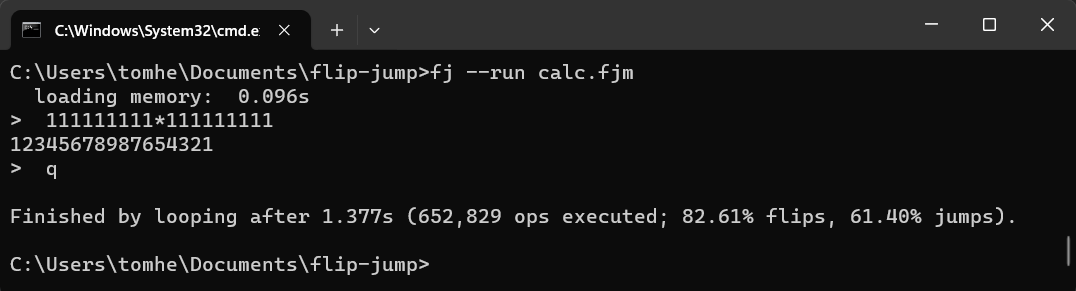 C:\Windows\System32\cmd.e
C:\Users\tomhe\Documents\flip-jump>fj --run calc.fjm
  loading memory:  0.096s
>  111111111*111111111
12345678987654321
>  q
Finished by looping after 1.377s (652,829 ops executed; 82.61% flips, 61.40% jumps).
C:\Users\tomhe\Documents\flip-jump>